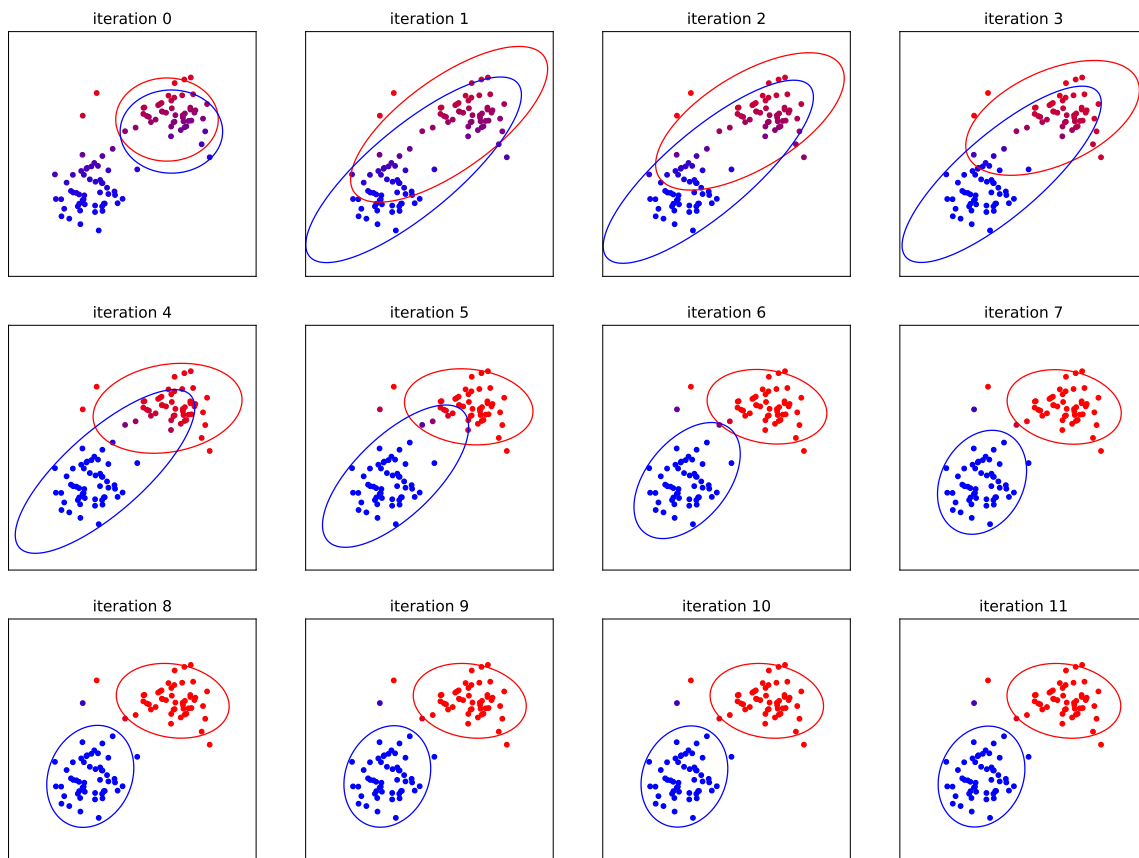 iteration 0
iteration 1
iteration 2
iteration 3
iteration 4
iteration 5
iteration 6
iteration 7
iteration 8
iteration 9
iteration 10
iteration 11